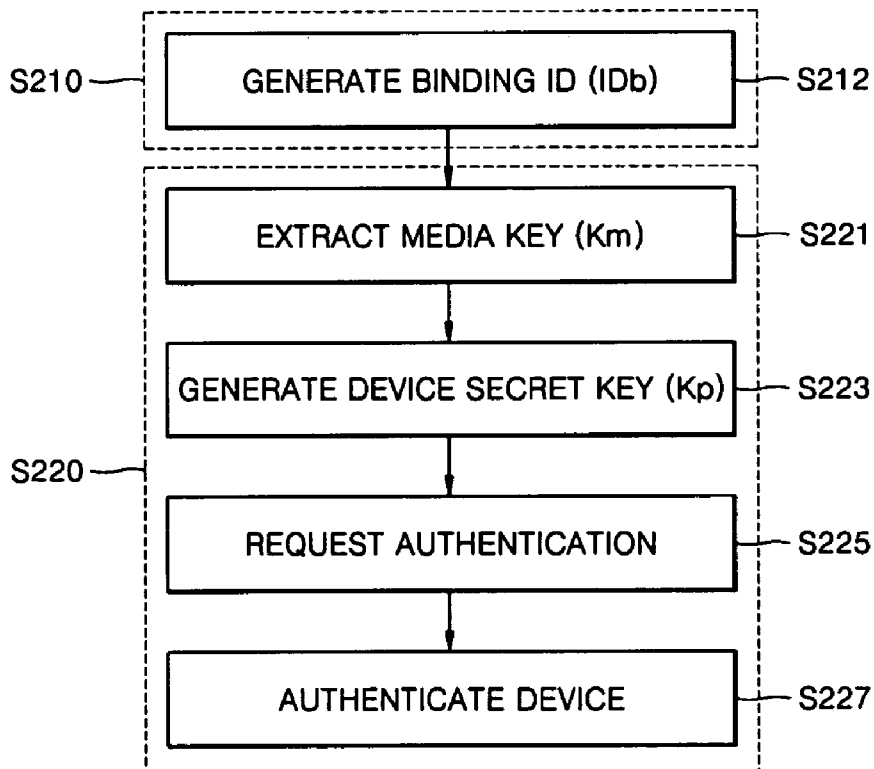 S210
GENERATE BINDING ID (IDb)
S212
EXTRACT MEDIA KEY (Km)
S221
GENERATE DEVICE SECRET KEY (Kp)
S223
S220
REQUEST AUTHENTICATION
S225
AUTHENTICATE DEVICE
S227